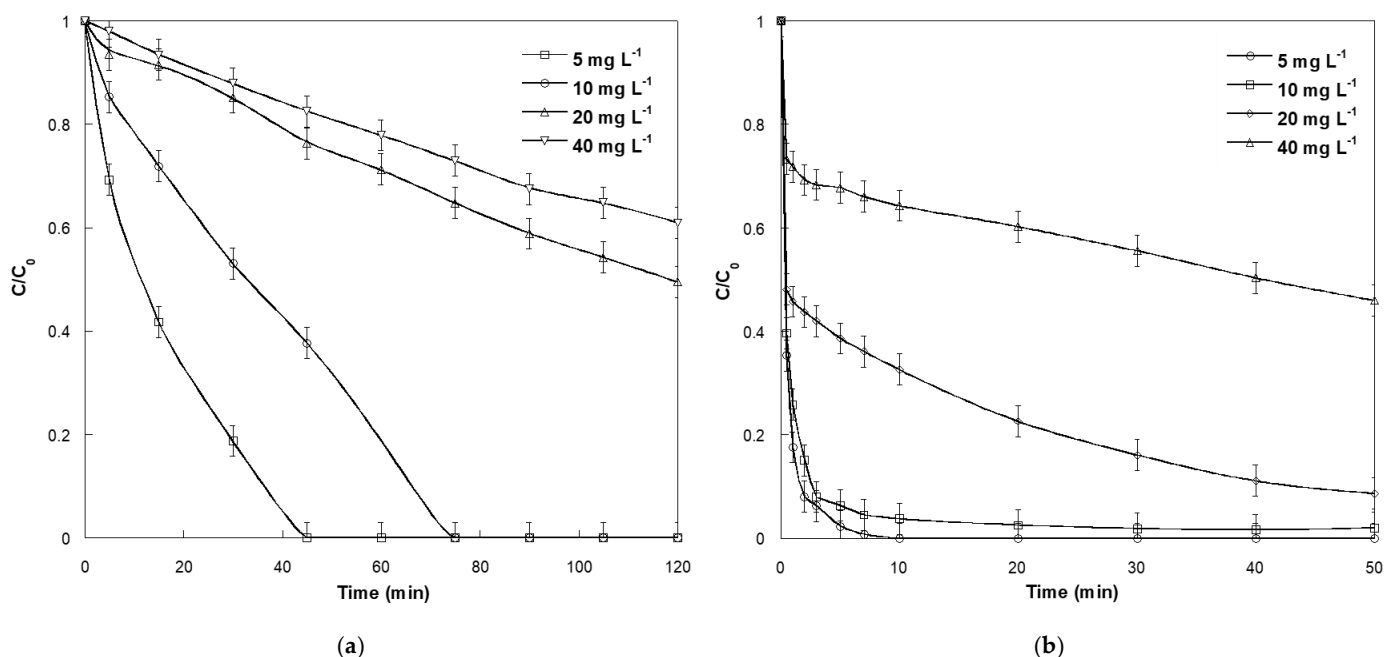 1
0.8
0.6
0.4
0.2
0
C/C₀
0 20 40 60 80 100 120
Time (min)
5 mg L⁻¹
10 mg L⁻¹
20 mg L⁻¹
40 mg L⁻¹
(a)
1
0.8
0.6
0.4
0.2
0
C/C₀
0 10 20 30 40 50
Time (min)
5 mg L⁻¹
10 mg L⁻¹
20 mg L⁻¹
40 mg L⁻¹
(b)